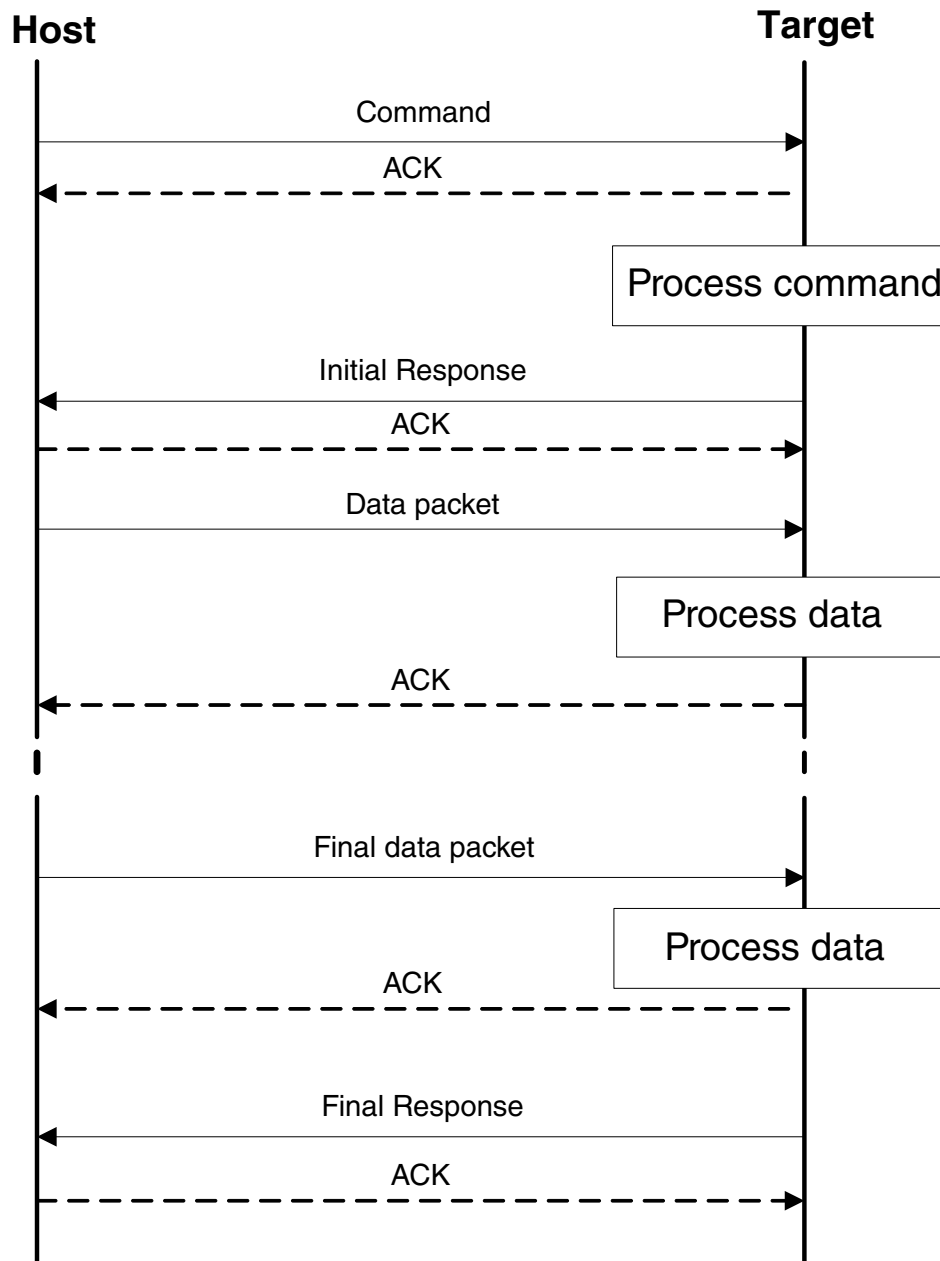 Host
Target
Command
ACK
Process command
Initial Response
ACK
Data packet
Process data
ACK
Final data packet
Process data
ACK
Final Response
ACK